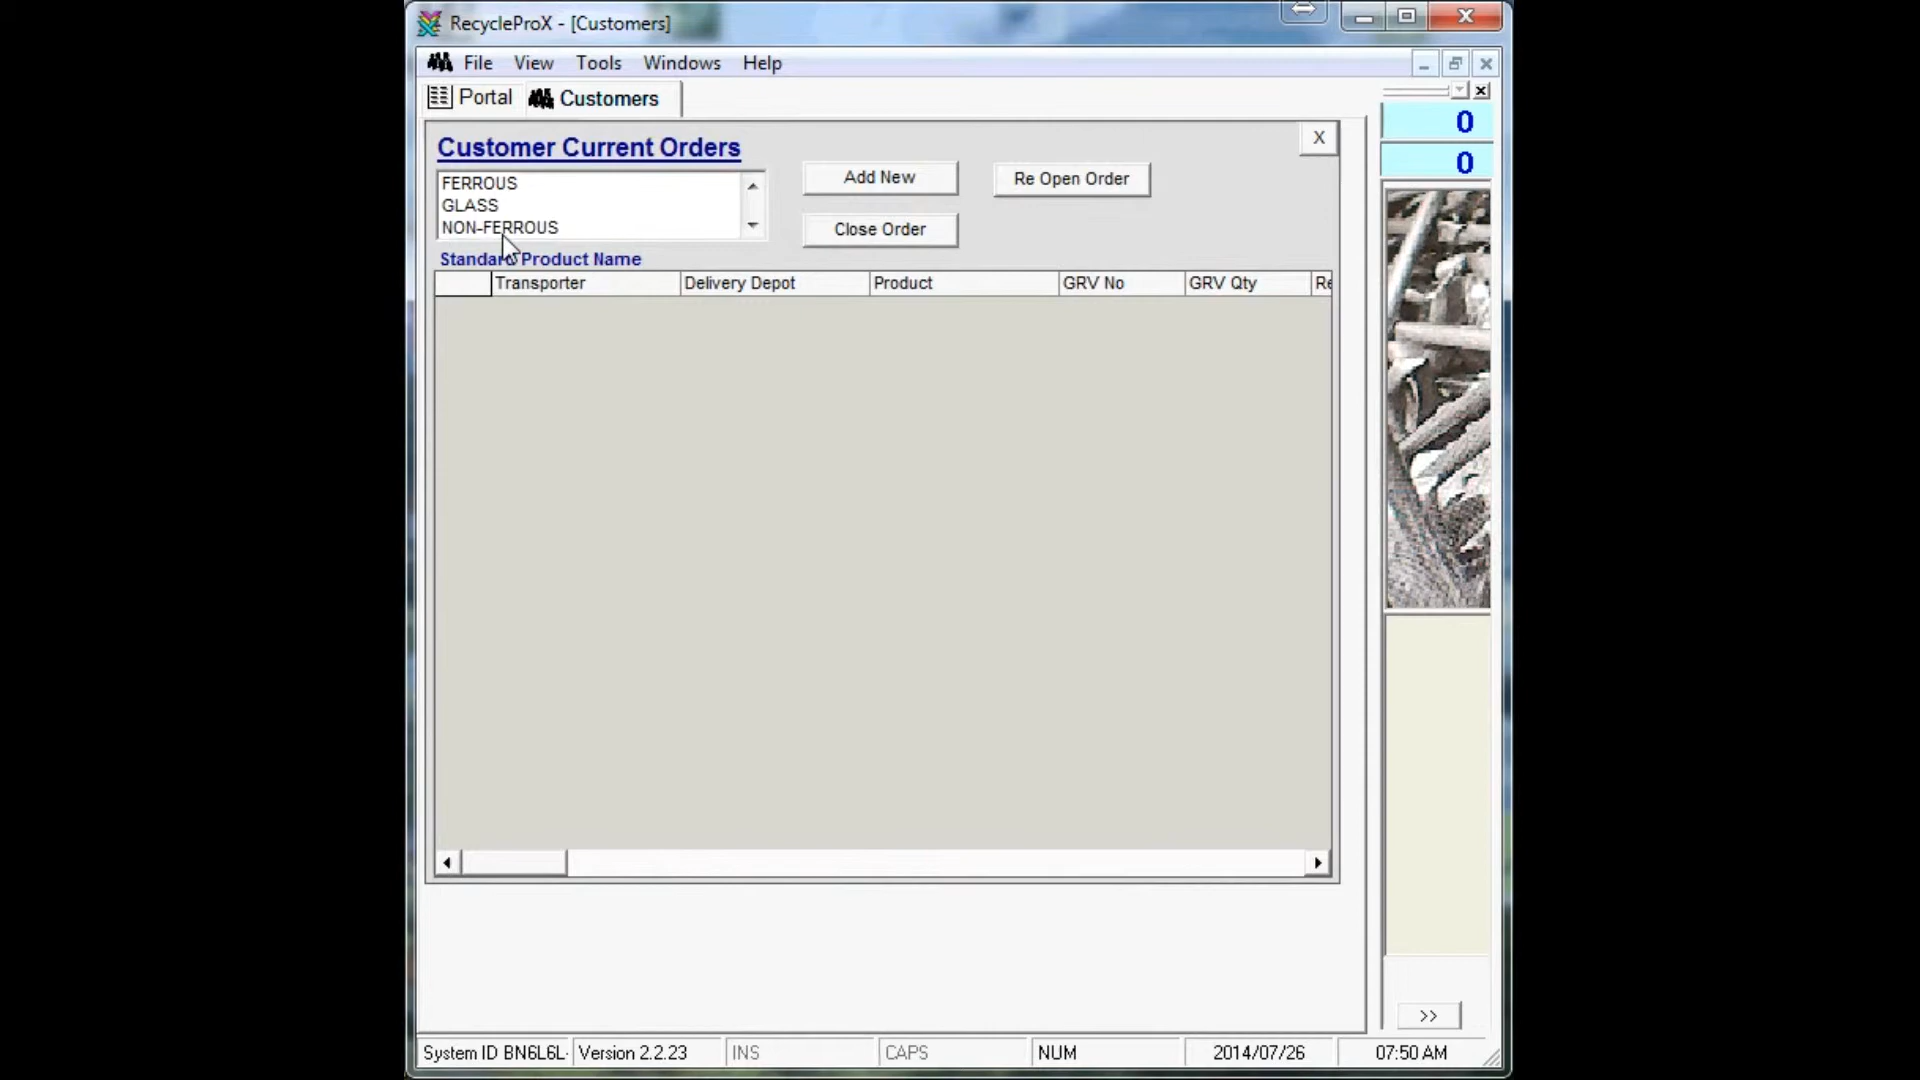 RecycleProX - [Customers]
File View Tools Windows Help
Portal Customers
Customer Current Orders
X
0
0
FERROUS
GLASS
NON-FERROUS
Add New
Re Open Order
Close Order
Standard Product Name
Transporter Delivery Depot Product GRV No GRV Qty Re
>>
System ID BN6L6L- Version 2.2.23 INS CAPS NUM 2014/07/26 07:50 AM